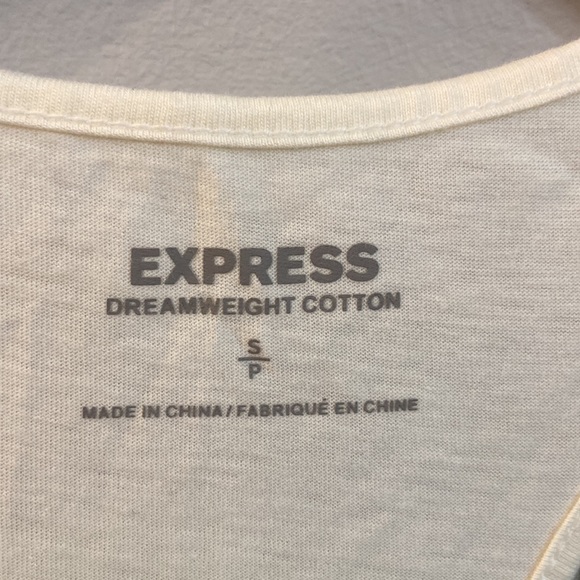 EXPRESS
DREAMWEIGHT COTTON
S
P
MADE IN CHINA / FABRIQUÉ EN CHINE